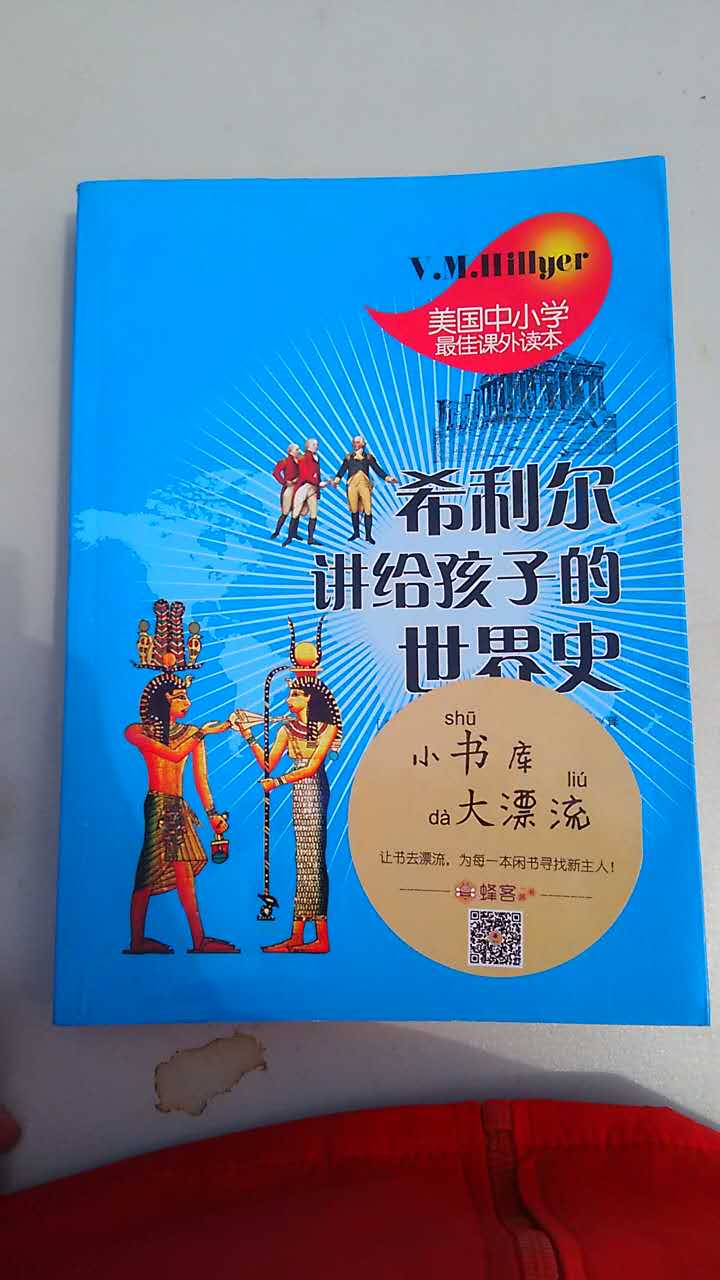 V.M.Hillyer
美国中小学
最佳课外读本
希利尔
讲给孩子的
世界史
shū
小书库
liú
dà
大漂流
让书去漂流，为每一本闲书寻找新主人！
蜂客